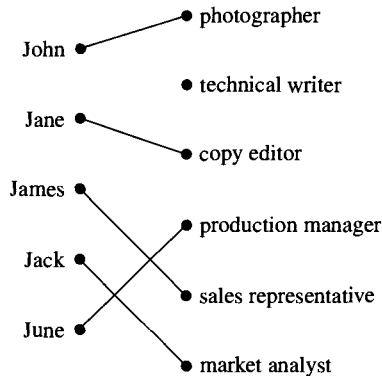 photographer
John
technical writer
Jane
copy editor
James
production manager
Jack
sales representative
June
market analyst